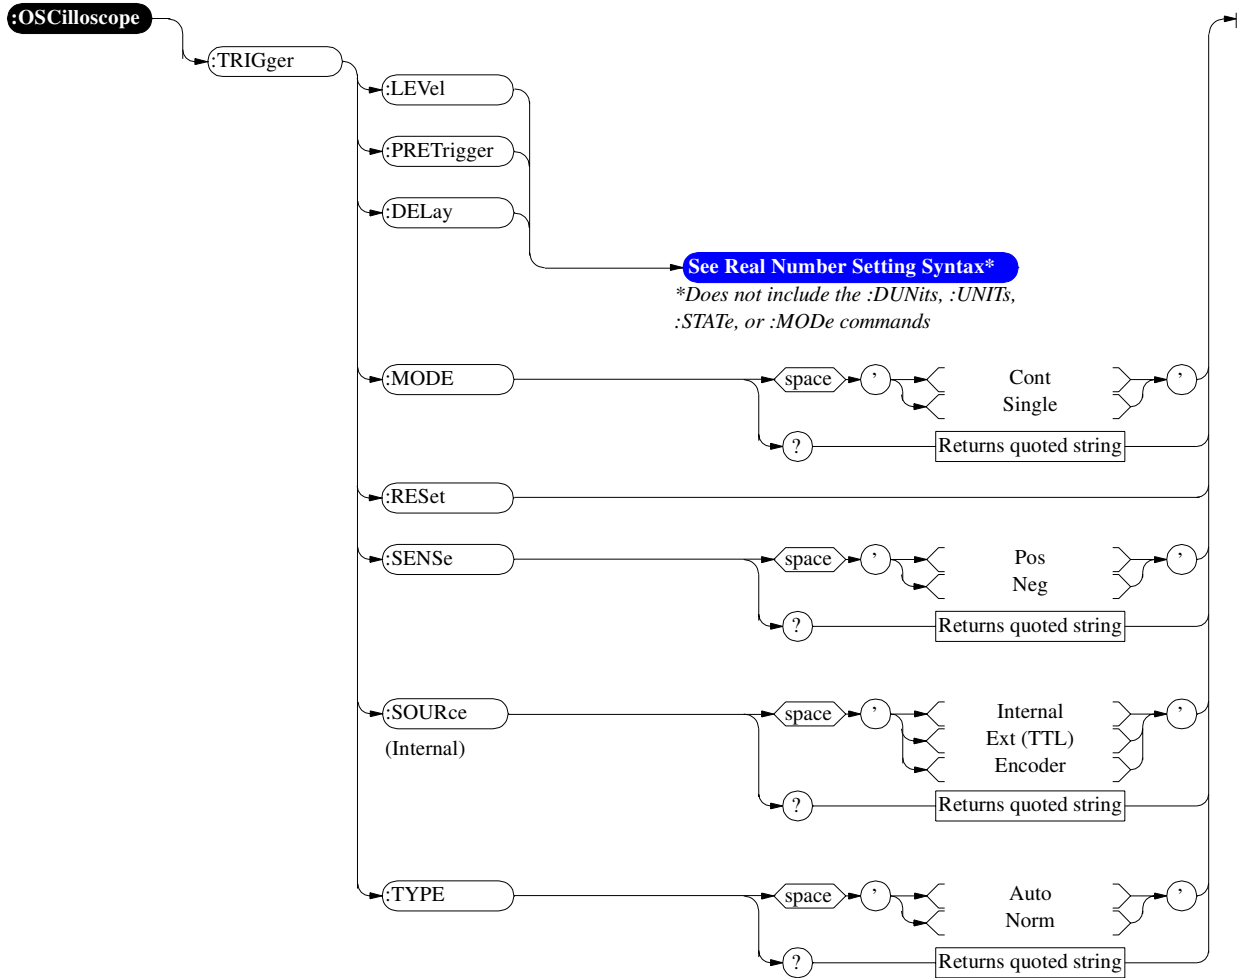 :OSCilloscope
:TRIGger
:LEVel
:PRETrigger
:DELay
See Real Number Setting Syntax*
*Does not include the :DUNits, :UNITs,
:STATe, or :MODe commands
:MODE
space
’
Cont
’
Single
?
Returns quoted string
:RESet
:SENSe
space
’
Pos
’
Neg
?
Returns quoted string
:SOURce
space
’
Internal
’
Ext (TTL)
(Internal)
Encoder
?
Returns quoted string
:TYPE
space
’
Auto
’
Norm
?
Returns quoted string